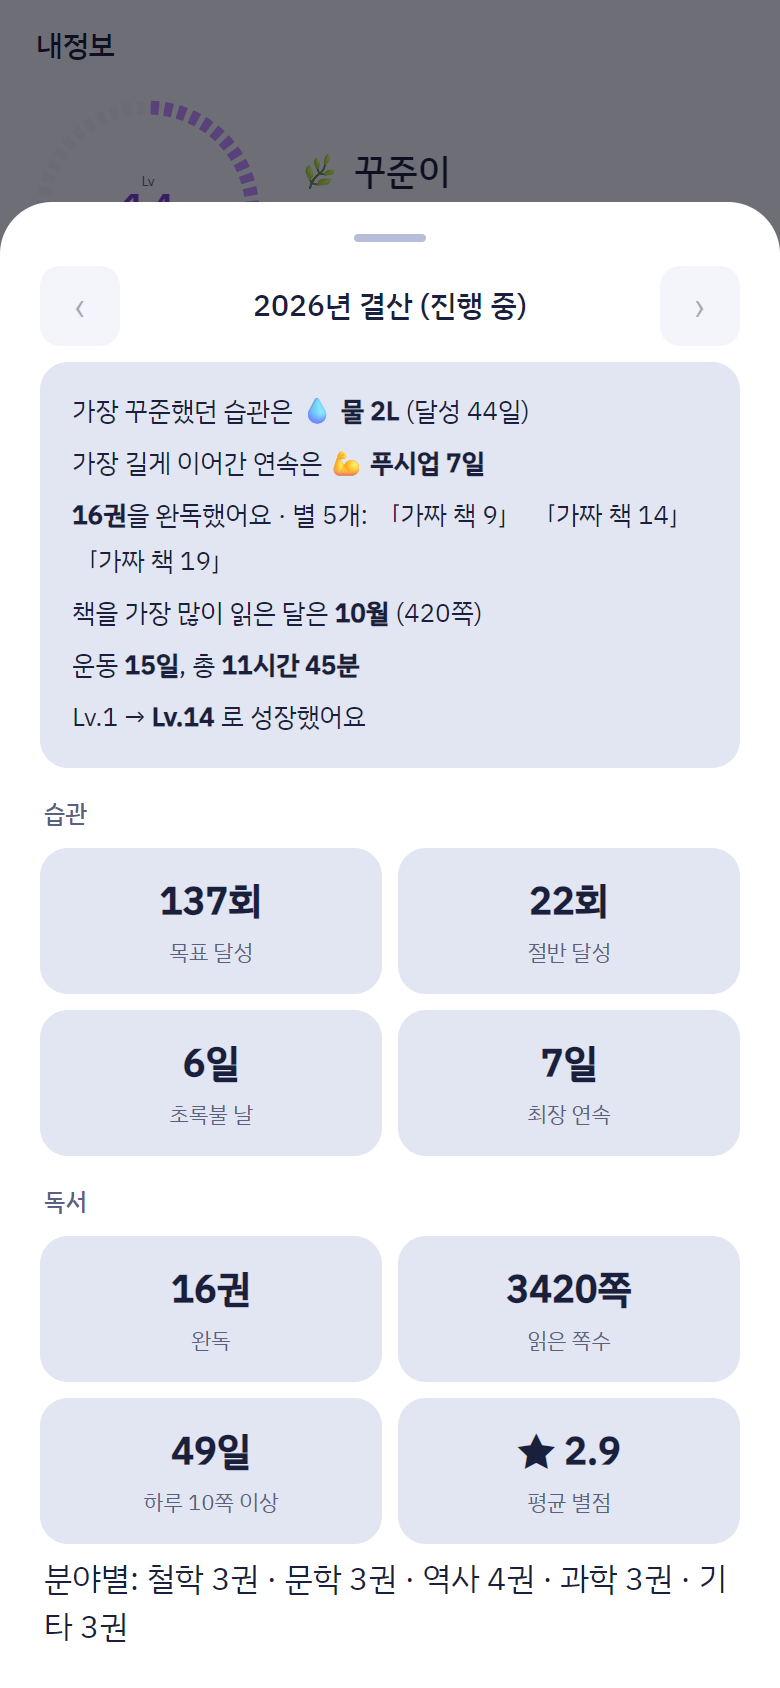 내정보
Lv
꾸준이
2026년 결산 (진행 중)
가장 꾸준했던 습관은 💧 물 2L (달성 44일)
가장 길게 이어간 연속은 💪 푸시업 7일
16권을 완독했어요 · 별 5개: 「가짜 책 9」 「가짜 책 14」
「가짜 책 19」
책을 가장 많이 읽은 달은 10월 (420쪽)
운동 15일, 총 11시간 45분
Lv.1 → Lv.14 로 성장했어요
습관
137회
목표 달성
22회
절반 달성
6일
초록불 날
7일
최장 연속
독서
16권
완독
3420쪽
읽은 쪽수
49일
하루 10쪽 이상
★ 2.9
평균 별점
분야별: 철학 3권 · 문학 3권 · 역사 4권 · 과학 3권 · 기
타 3권